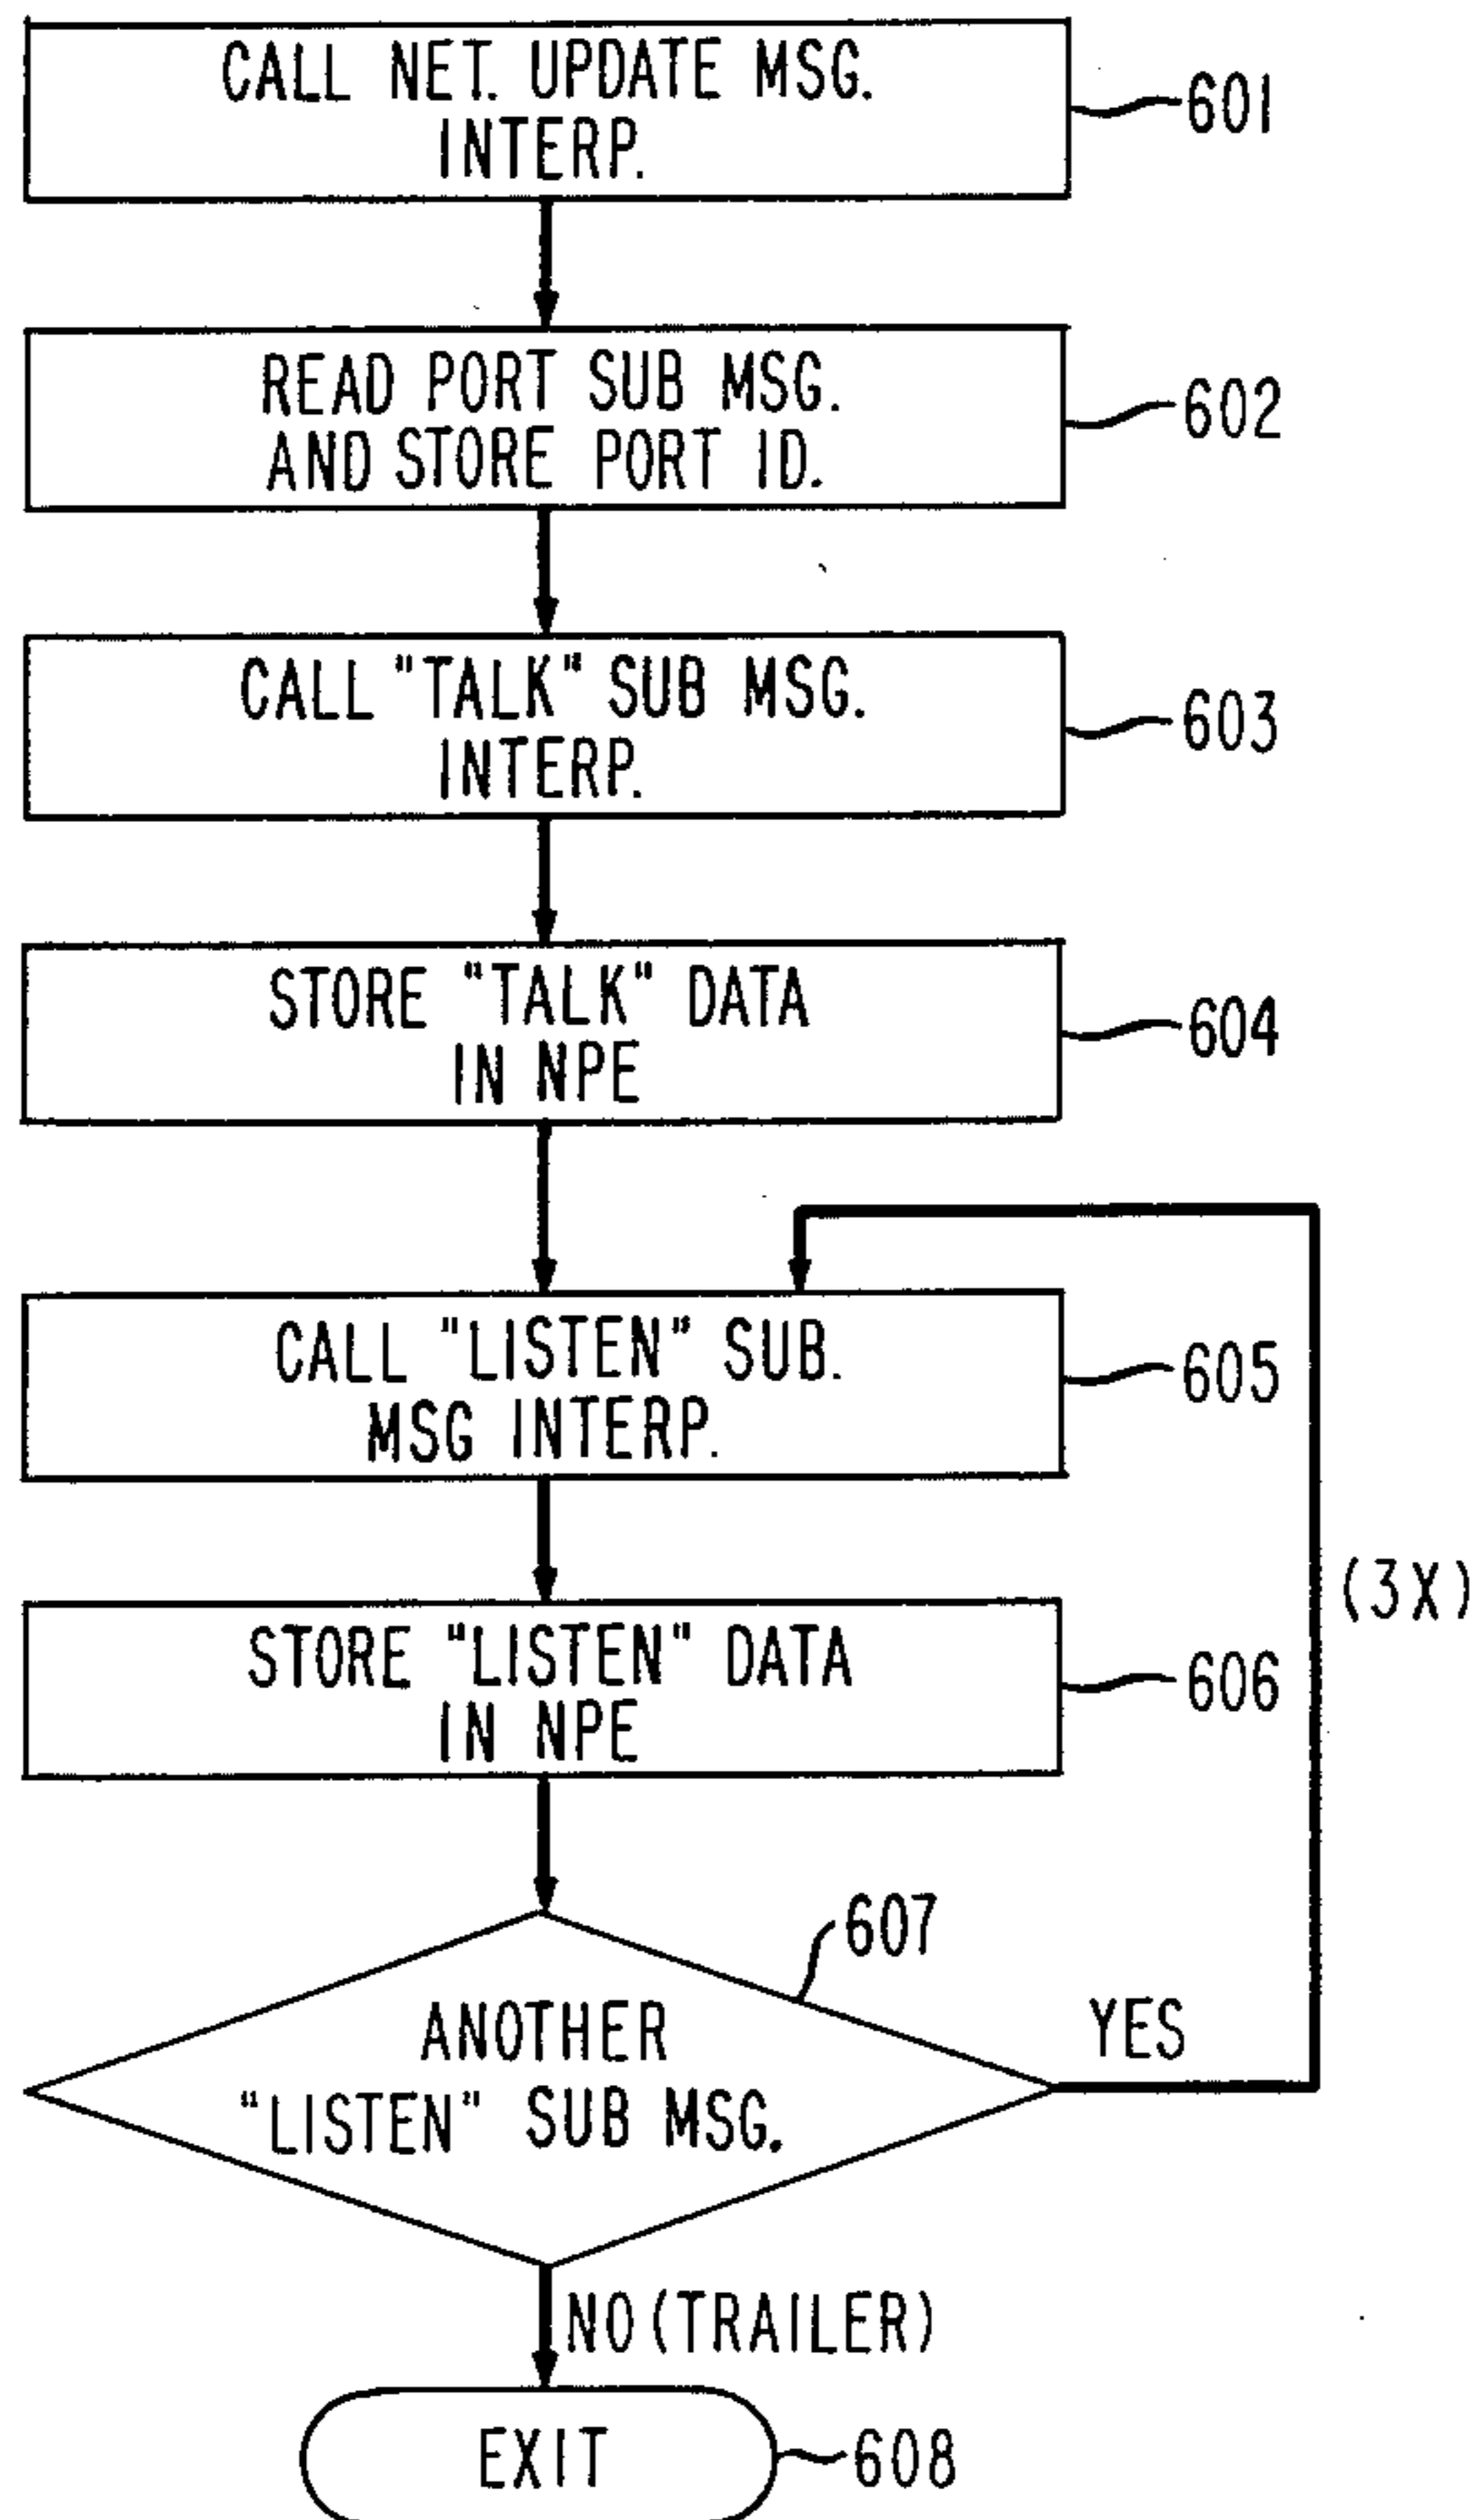 CALL NET. UPDATE MSG.
INTERP.
601
READ PORT SUB MSG.
AND STORE PORT ID.
602
CALL "TALK" SUB MSG.
INTERP.
603
STORE "TALK" DATA
IN NPE
604
CALL "LISTEN" SUB.
MSG INTERP.
605
(3X)
STORE "LISTEN" DATA
IN NPE
606
607
ANOTHER
"LISTEN" SUB MSG.
YES
NO (TRAILER)
EXIT
608